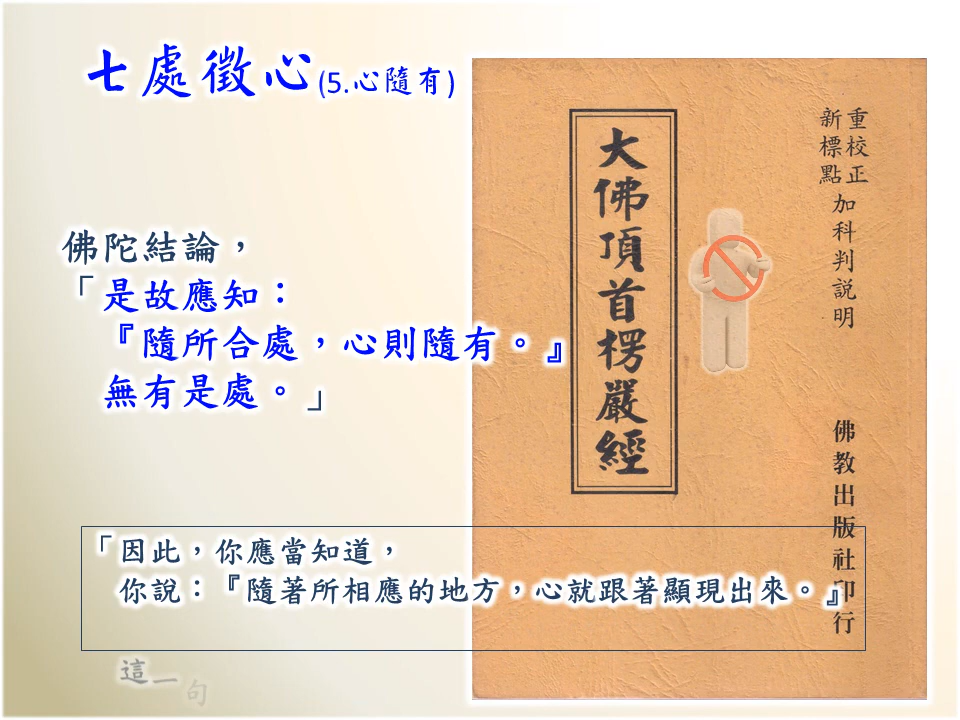 七處徵心(5.心隨有)
佛陀結論，
「是故應知：
『隨所合處，心則隨有。』
無有是處。」
「因此，你應當知道，
你說：『隨著所相應的地方，心就跟著顯現出來。』
這一句
重校正
新標點
加科判説明
大佛頂首楞嚴經
佛教出版社印行